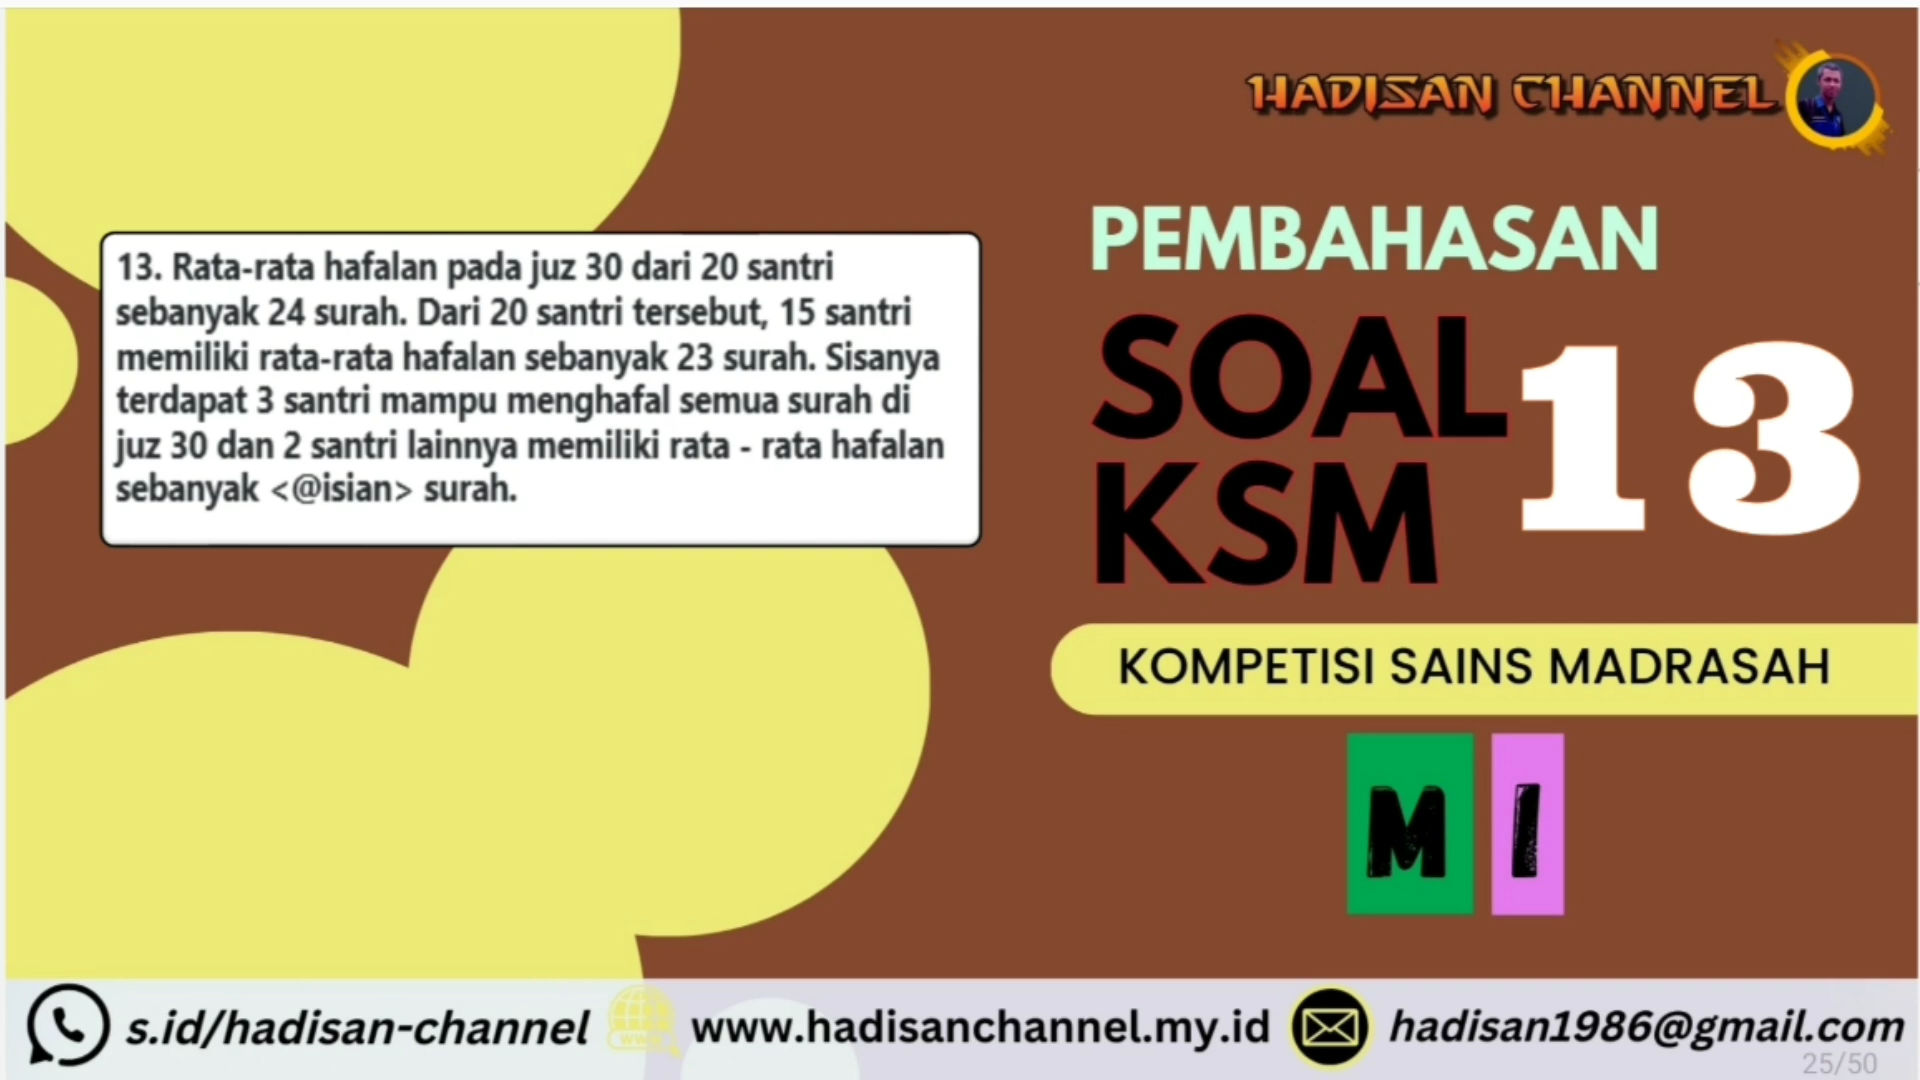 HADISAN CHANNEL
13. Rata-rata hafalan pada juz 30 dari 20 santri
sebanyak 24 surah. Dari 20 santri tersebut, 15 santri
memiliki rata-rata hafalan sebanyak 23 surah. Sisanya
terdapat 3 santri mampu menghafal semua surah di
juz 30 dan 2 santri lainnya memiliki rata - rata hafalan
sebanyak <@isian> surah.
PEMBAHASAN
SOAL
KSM
13
KOMPETISI SAINS MADRASAH
MI
s.id/hadisan-channel
www
www.hadisanchannel.my.id
hadisan1986@gmail.com
25/50